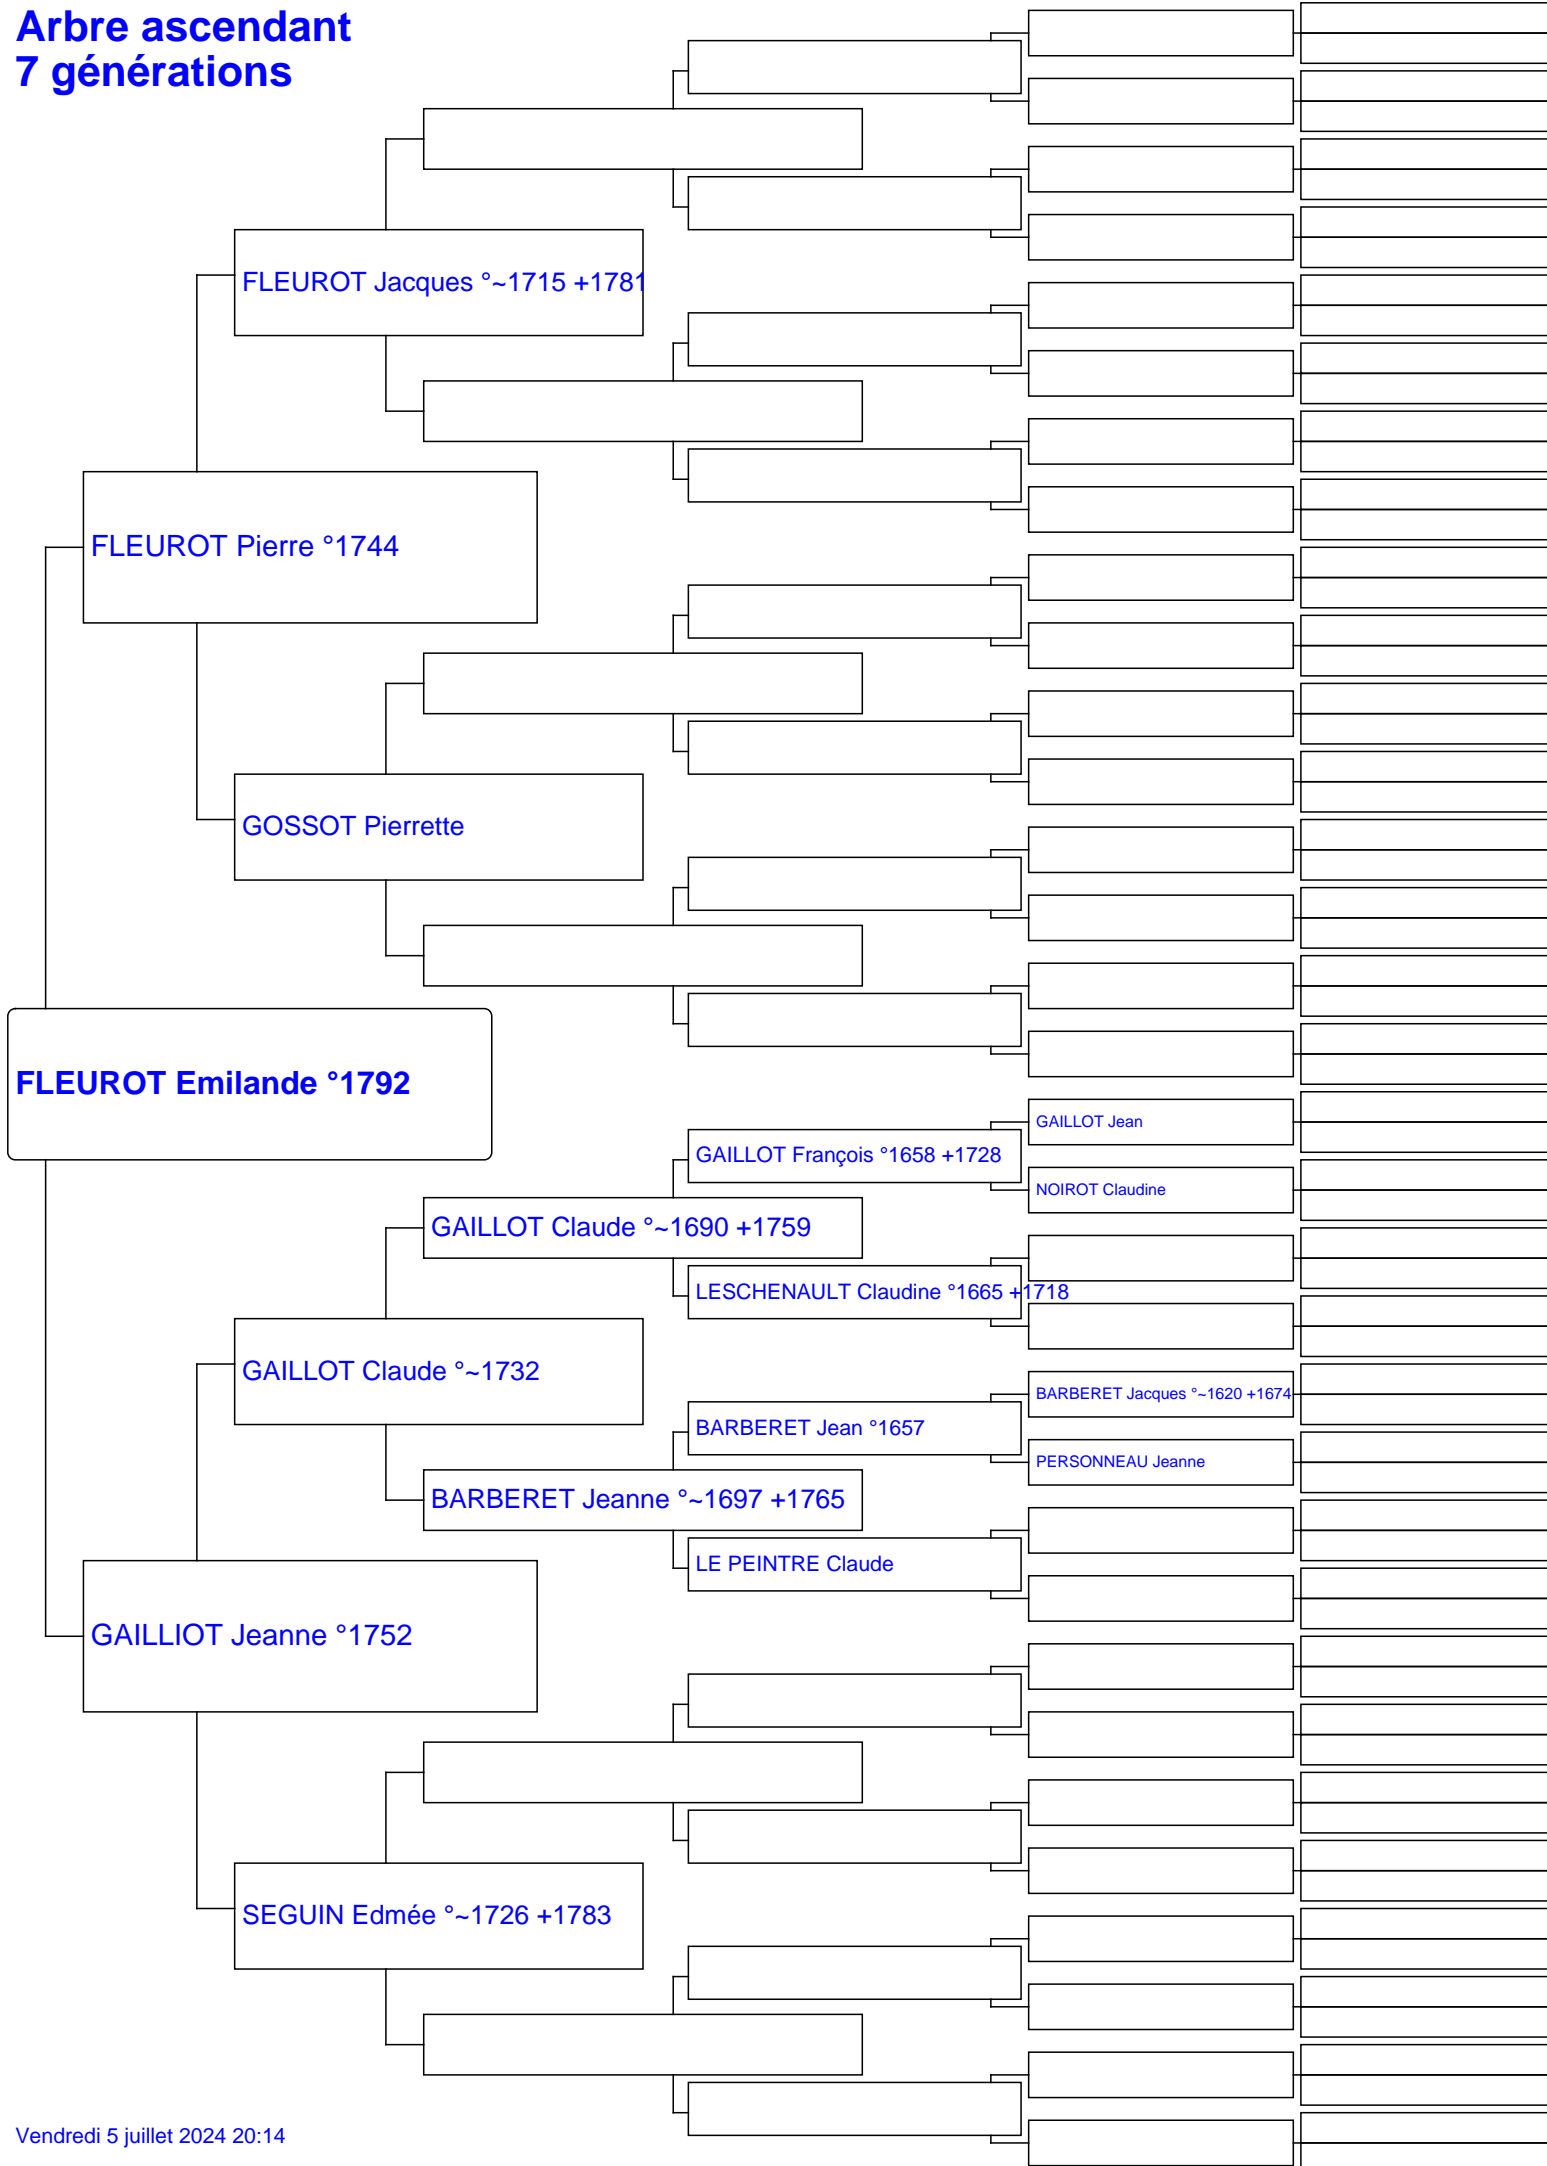 Arbre ascendant
7 générations
FLEUROT Jacques °~1715 +1781
FLEUROT Pierre °1744
GOSSOT Pierrette
FLEUROT Emilande °1792
GAILLOT Jean
GAILLOT François °1658 +1728
NOIROT Claudine
GAILLOT Claude °~1690 +1759
LESCHENAULT Claudine °1665 +1718
GAILLOT Claude °~1732
BARBERET Jacques °~1620 +1674
BARBERET Jean °1657
PERSONNEAU Jeanne
BARBERET Jeanne °~1697 +1765
LE PEINTRE Claude
GAILLIOT Jeanne °1752
SEGUIN Edmée °~1726 +1783
Vendredi 5 juillet 2024 20:14